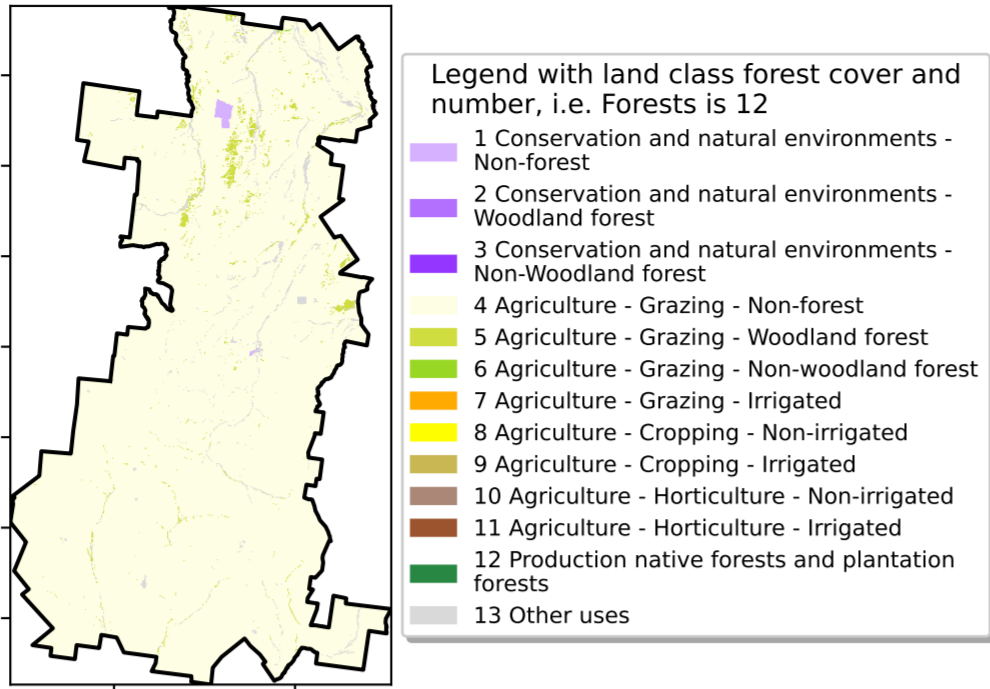 Legend with land class forest cover and
number, i.e. Forests is 12
1 Conservation and natural environments -
Non-forest
2 Conservation and natural environments -
Woodland forest
3 Conservation and natural environments -
Non-Woodland forest
4 Agriculture - Grazing - Non-forest
5 Agriculture - Grazing - Woodland forest
6 Agriculture - Grazing - Non-woodland forest
7 Agriculture - Grazing - Irrigated
8 Agriculture - Cropping - Non-irrigated
9 Agriculture - Cropping - Irrigated
10 Agriculture - Horticulture - Non-irrigated
11 Agriculture - Horticulture - Irrigated
12 Production native forests and plantation
forests
13 Other uses